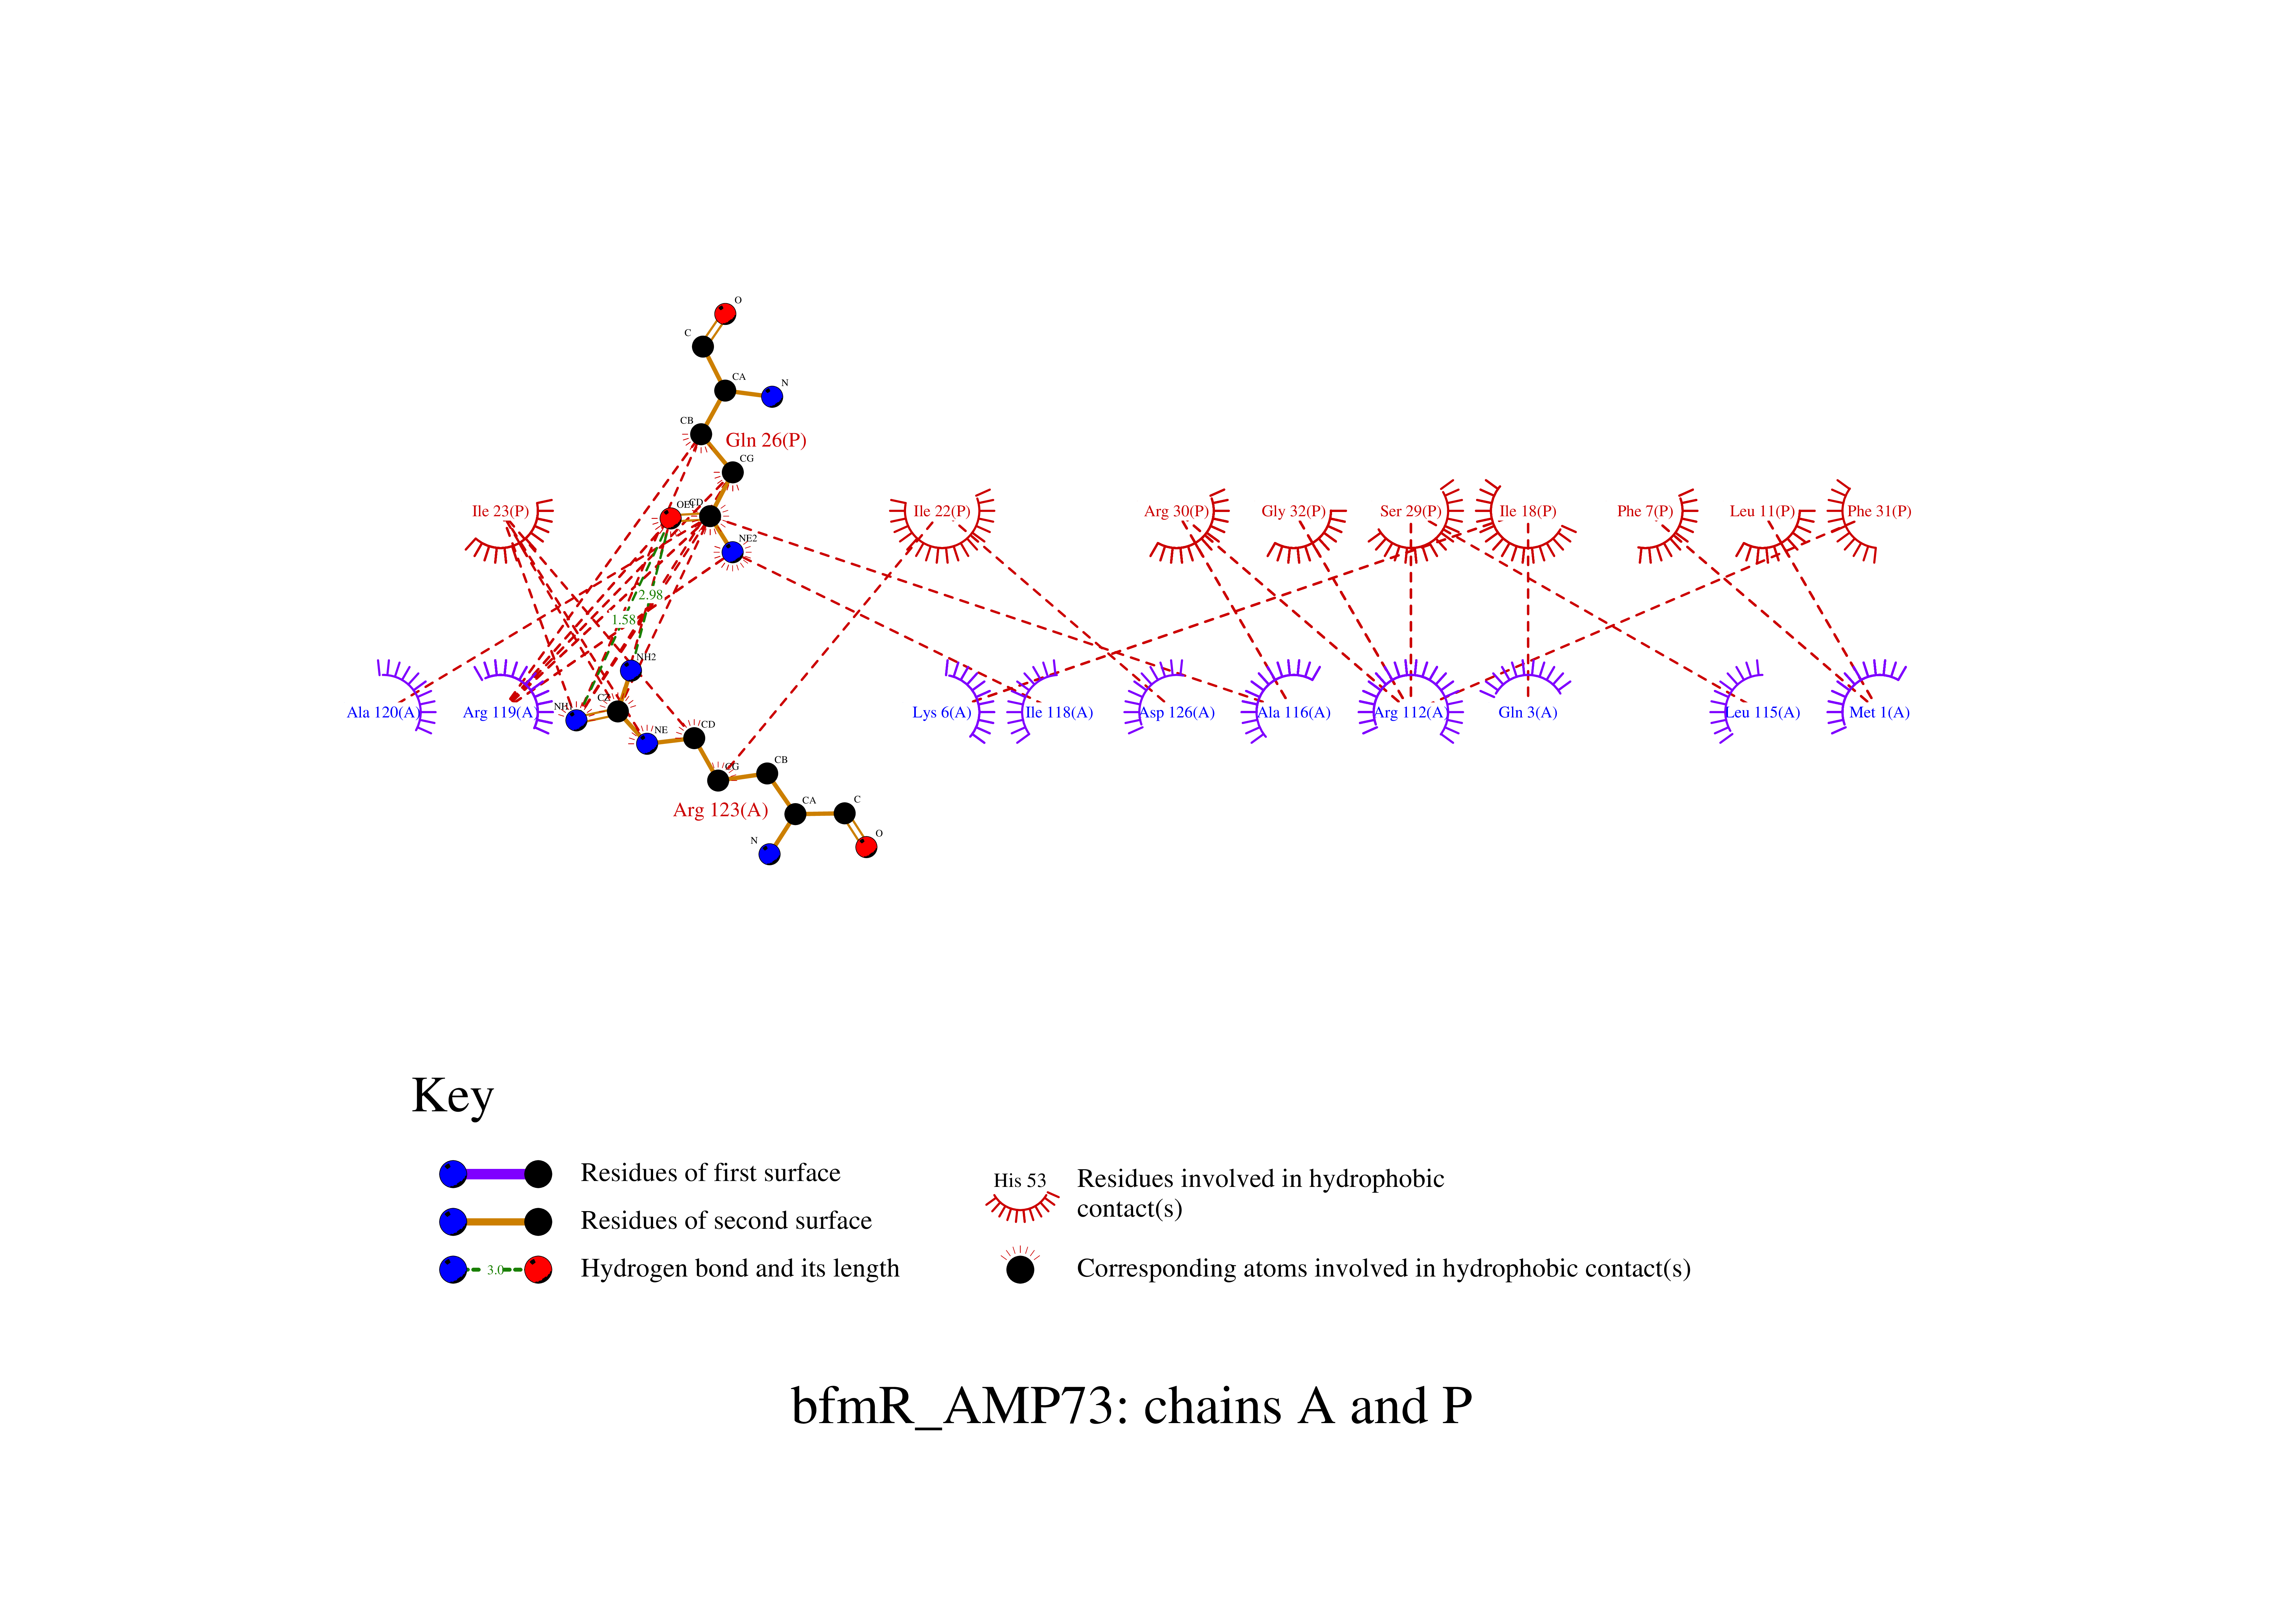 O
C
CA
N
CB
Gln 26(P)
CG
OE1
CD
Ile 23(P)
Ile 22(P)
Arg 30(P)
Gly 32(P)
Ser 29(P)
Ile 18(P)
Phe 7(P)
Leu 11(P)
Phe 31(P)
NE2
2.98
1.58
NH2
CZ
NH1
Ala 120(A)
Arg 119(A)
Lys 6(A)
Ile 118(A)
Asp 126(A)
Ala 116(A)
Arg 112(A)
Gln 3(A)
Leu 115(A)
Met 1(A)
NE
CD
CG
CB
Arg 123(A)
CA
C
O
N
Key
Residues of first surface
Residues of second surface
3.0
Hydrogen bond and its length
His 53
Residues involved in hydrophobic
contact(s)
Corresponding atoms involved in hydrophobic contact(s)
bfmR_AMP73: chains A and P